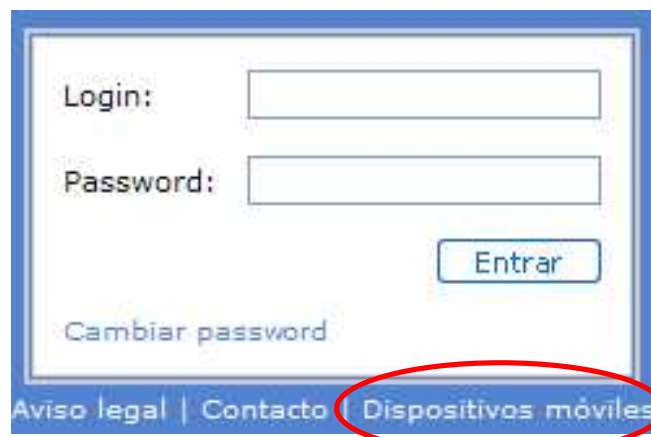 Login:
Password:
Entrar
Cambiar password
Aviso legal | Contacto | Dispositivos móviles